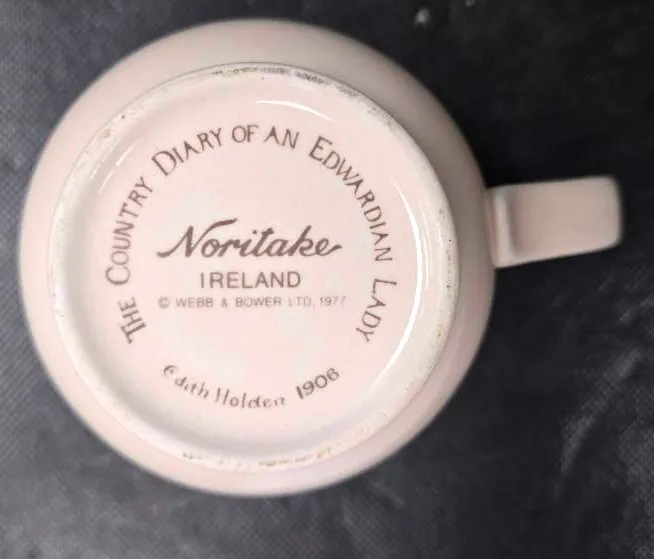 THE COUNTRY DIARY OF AN EDWARDIAN LADY
Noritake
IRELAND
© WEBB & BOWER LTD. 1977
Edith Holden 1906